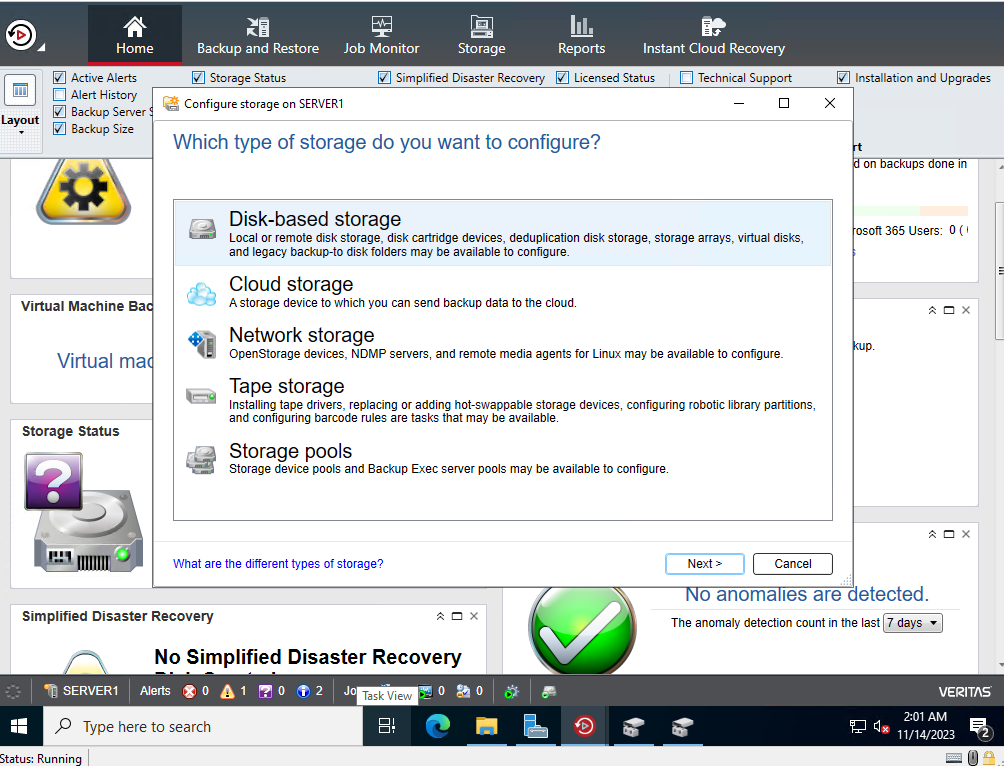 Home
Backup and Restore
Job Monitor
Storage
Reports
Instant Cloud Recovery
Layout
Active Alerts
Storage Status
Simplified Disaster Recovery
Licensed Status
Technical Support
Installation and Upgrades
Alert History
Backup Server S
Backup Size
Configure storage on SERVER1
Which type of storage do you want to configure?
Disk-based storage
Local or remote disk storage, disk cartridge devices, deduplication disk storage, storage arrays, virtual disks,
and legacy backup-to disk folders may be available to configure.
Cloud storage
A storage device to which you can send backup data to the cloud.
Network storage
OpenStorage devices, NDMP servers, and remote media agents for Linux may be available to configure.
Tape storage
Installing tape drivers, replacing or adding hot-swappable storage devices, configuring robotic library partitions,
and configuring barcode rules are tasks that may be available.
Storage pools
Storage device pools and Backup Exec server pools may be available to configure.
What are the different types of storage?
Next >
Cancel
rt
d on backups done in
rosoft 365 Users: 0 (
s
kup.
Virtual Machine Bac
Virtual mac
Storage Status
No anomalies are detected.
The anomaly detection count in the last 7 days
Simplified Disaster Recovery
No Simplified Disaster Recovery
SERVER1
Alerts
0
1
0
2
Jo
0
0
VERITAS
Task View
Type here to search
2:01 AM
11/14/2023
2
Status: Running